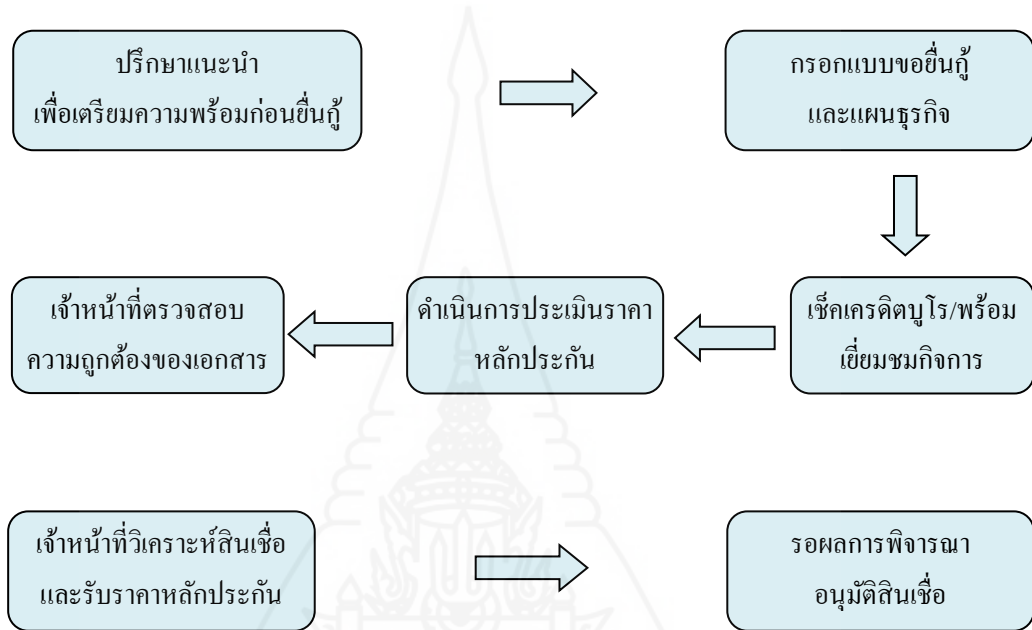 ปรึกษาแนะนำ
เพื่อเตรียมความพร้อมก่อนยื่นกู้
กรอกแบบขอยื่นกู้
และแผนธุรกิจ
เช็คเครดิตบูโร/พร้อม
เยี่ยมชมกิจการ
ดำเนินการประเมินราคา
หลักประกัน
เจ้าหน้าที่ตรวจสอบ
ความถูกต้องของเอกสาร
เจ้าหน้าที่วิเคราะห์สินเชื่อ
และรับราคาหลักประกัน
รอผลการพิจารณา
อนุมัติสินเชื่อ